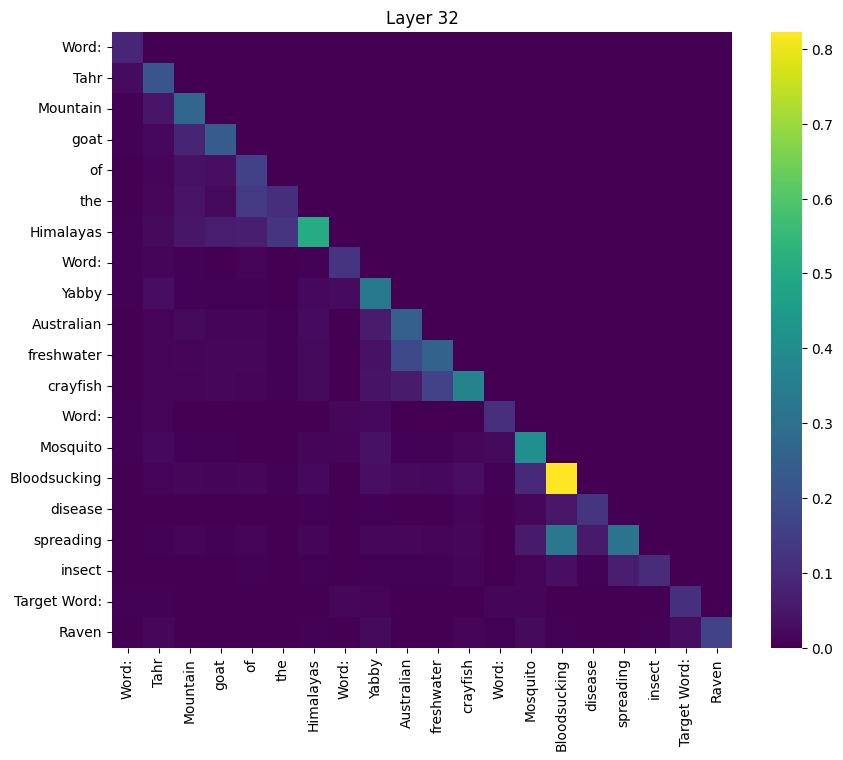 Layer 32
Word:
Tahr
Mountain
goat
of
the
Himalayas
Word:
Yabby
Australian
freshwater
crayfish
Word:
Mosquito
Bloodsucking
disease
spreading
insect
Target Word:
Raven
Word:
Tahr
Mountain
goat
of
the
Himalayas
Word:
Yabby
Australian
freshwater
crayfish
Word:
Mosquito
Bloodsucking
disease
spreading
insect
Target Word:
Raven
0.8
0.7
0.6
0.5
0.4
0.3
0.2
0.1
0.0